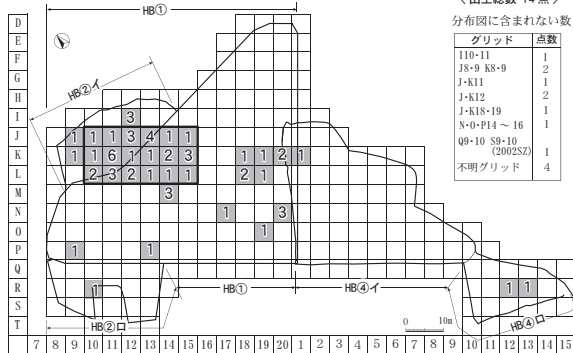 〈出土総数 74点〉
分布図に含まれない数
グリッド 点数
I10·11 1
J8·9 K8·9 2
J・K11 1
J・K12 2
J・K18・19 1
N・O・P14～16 1
Q9・10 S9・10
(2002SZ) 1
不明グリッド 4
HB①
HB②イ
D
E
F
G
H
I 3
J 1 1 1 3 4 1 1
K 1 1 6 1 1 2 3 1 1 2 1
L 2 3 2 1 1 1 2 1
M 3
N 1 3
O 1
P 1 1
Q
R 1 1 1
S
T
HB①
HB④イ
HB②ロ
HB④ロ
0 10m
7 8 9 10 11 12 13 14 15 16 17 18 19 20 1 2 3 4 5 6 7 8 9 10 11 12 13 14 15